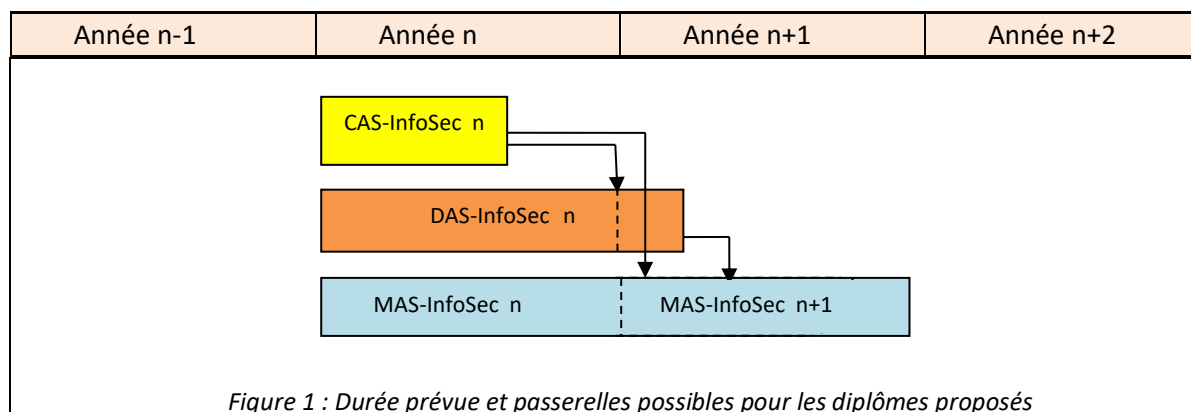 Année n-1 Année n Année n+1 Année n+2
CAS-InfoSec n
DAS-InfoSec n
MAS-InfoSec n MAS-InfoSec n+1
Figure 1 : Durée prévue et passerelles possibles pour les diplômes proposés